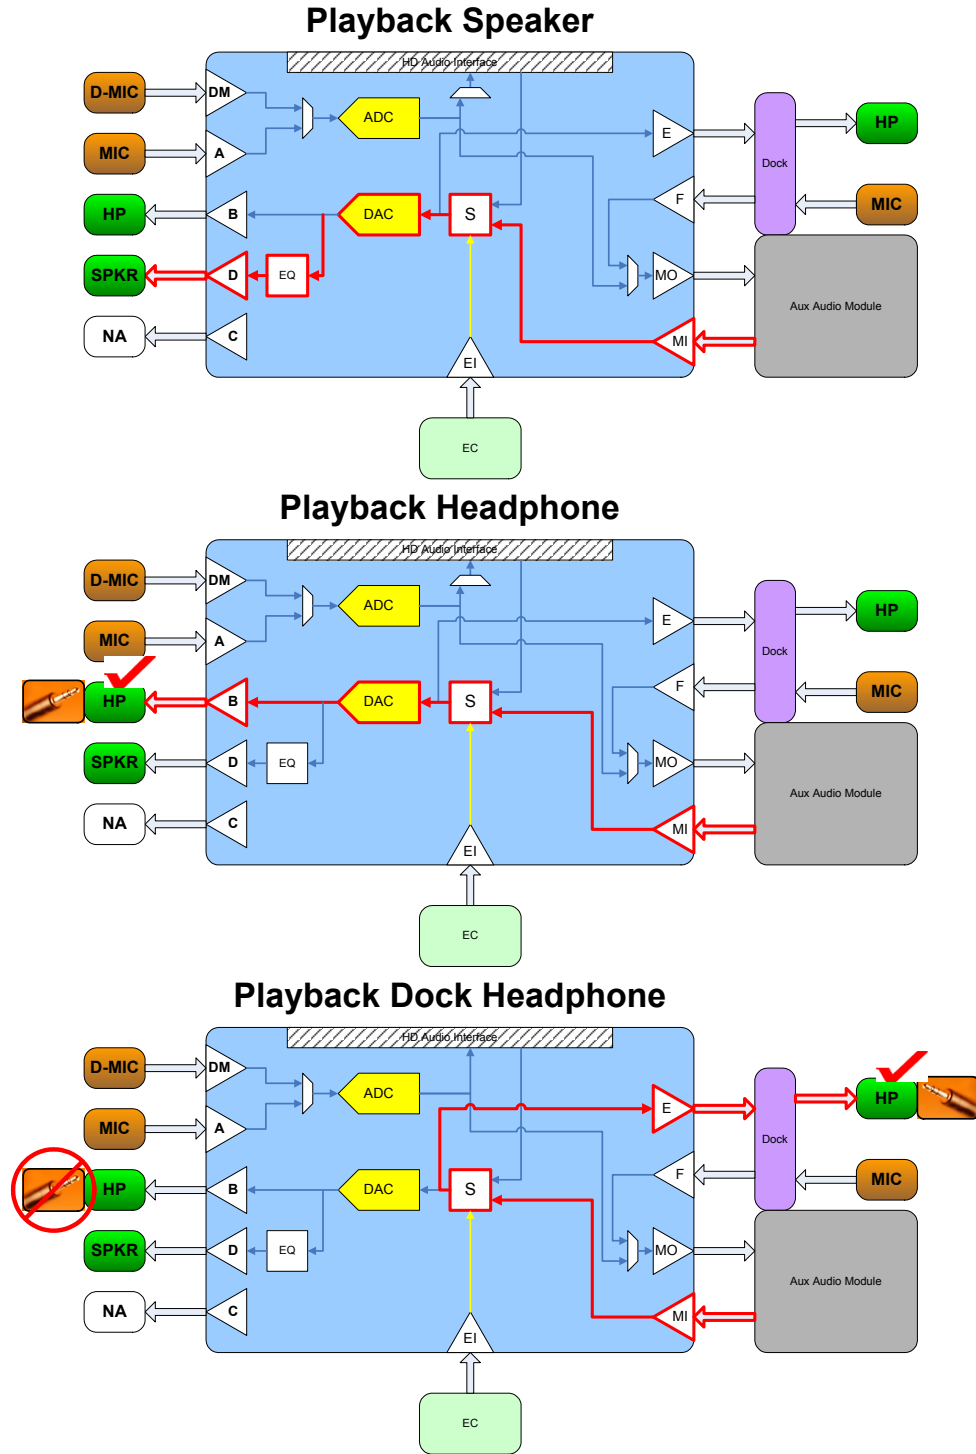 Playback Speaker
HD Audio Interface
D-MIC
DM
ADC
E
HP
Dock
MIC
A
F
MIC
HP
B
DAC
S
SPKR
D
EQ
MO
Aux Audio Module
NA
C
MI
EI
EC
Playback Headphone
HD Audio Interface
D-MIC
DM
ADC
E
HP
Dock
MIC
A
F
MIC
HP
B
DAC
S
SPKR
D
EQ
MO
Aux Audio Module
NA
C
MI
EI
EC
Playback Dock Headphone
HD Audio Interface
D-MIC
DM
ADC
E
HP
Dock
MIC
A
F
MIC
HP
B
DAC
S
SPKR
D
EQ
MO
Aux Audio Module
NA
C
MI
EI
EC